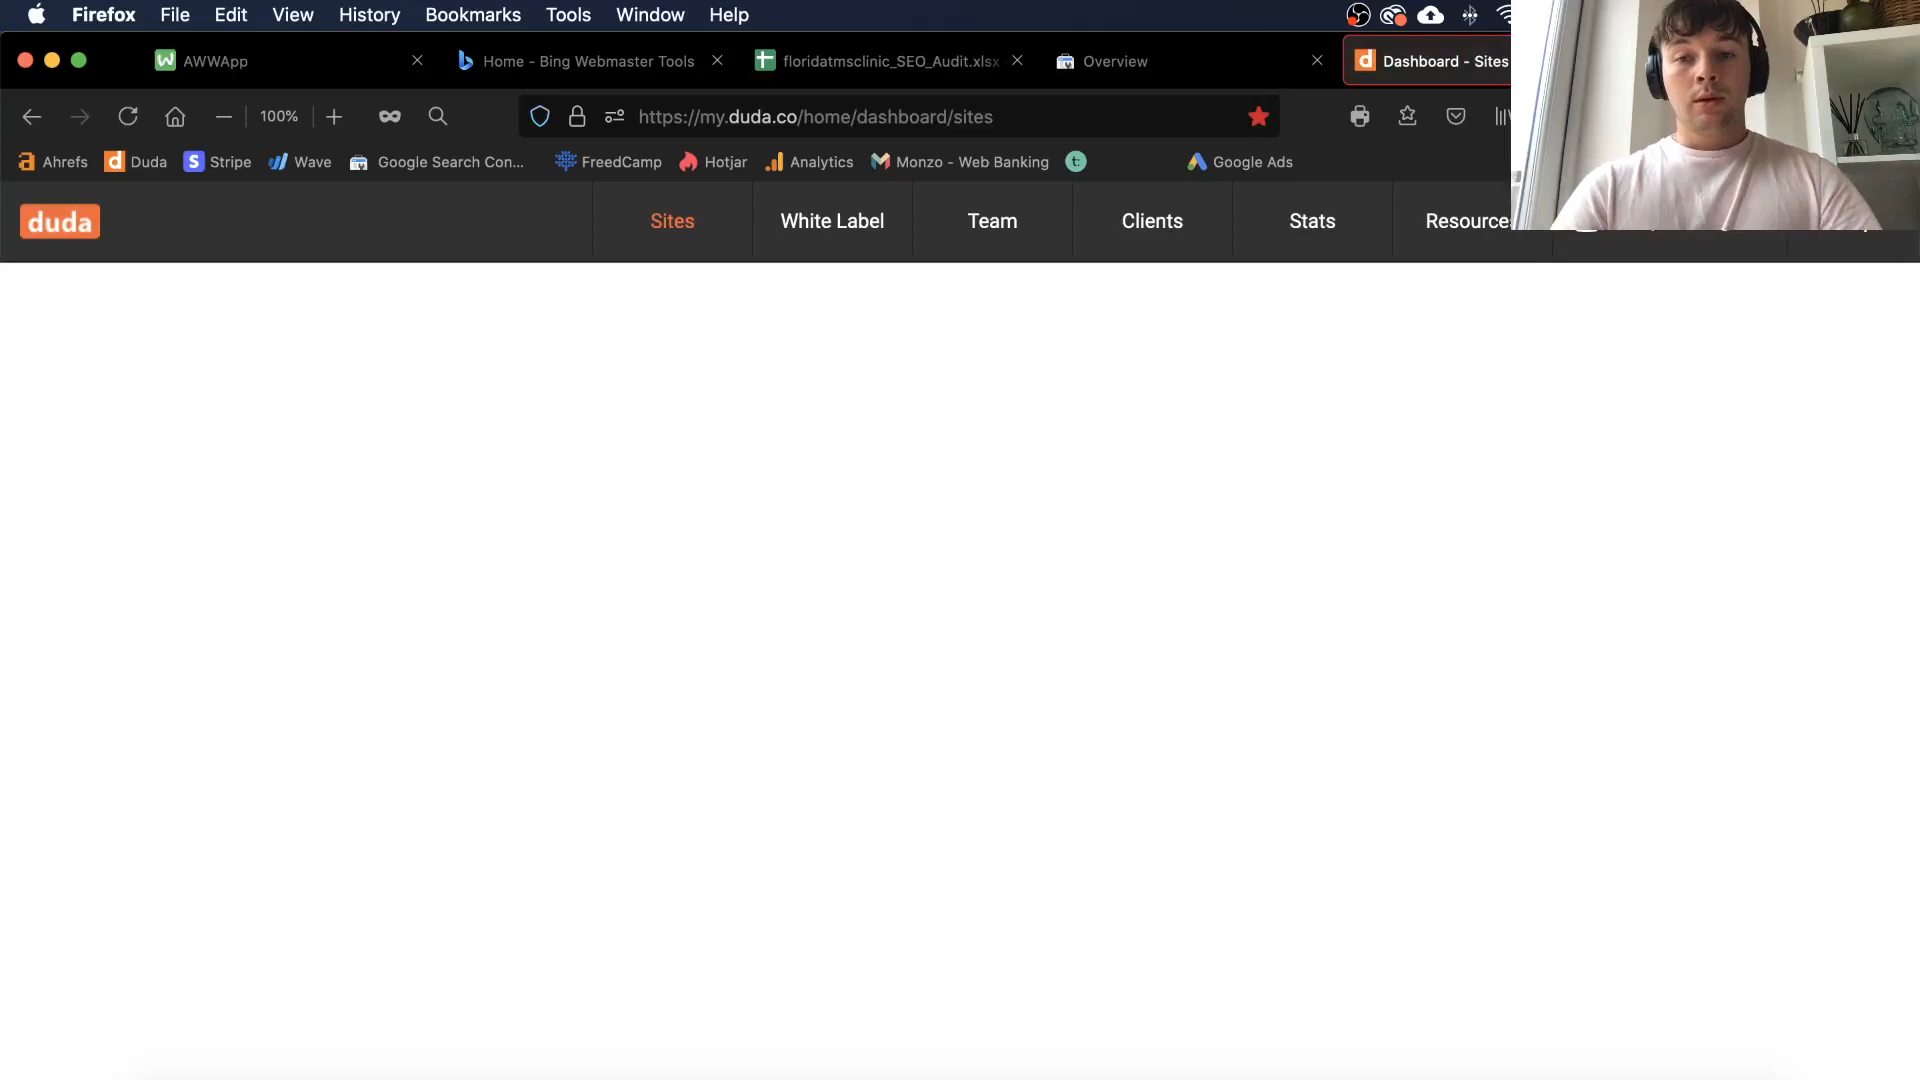 Firefox File Edit View History Bookmarks Tools Window Help
AWWApp Home - Bing Webmaster Tools floridatmsclinic_SEO_Audit.xlsx Overview Dashboard - Sites
100% https://my.duda.co/home/dashboard/sites
Ahrefs Duda Stripe Wave Google Search Con... FreedCamp Hotjar Analytics Monzo - Web Banking t: Google Ads
duda Sites White Label Team Clients Stats Resources